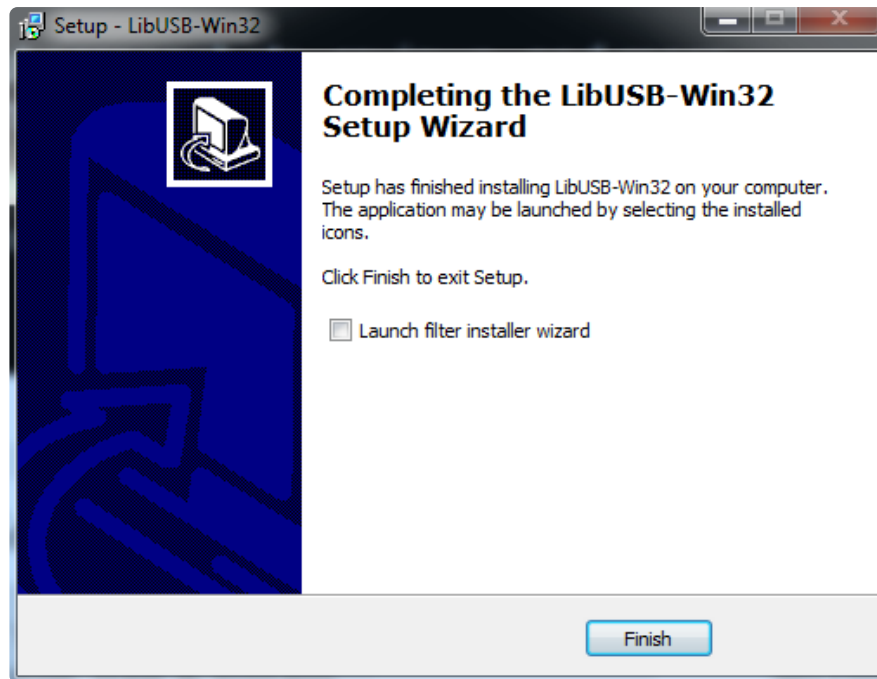 Setup - LibUSB-Win32
Completing the LibUSB-Win32
Setup Wizard
Setup has finished installing LibUSB-Win32 on your computer.
The application may be launched by selecting the installed
icons.
Click Finish to exit Setup.
Launch filter installer wizard
Finish